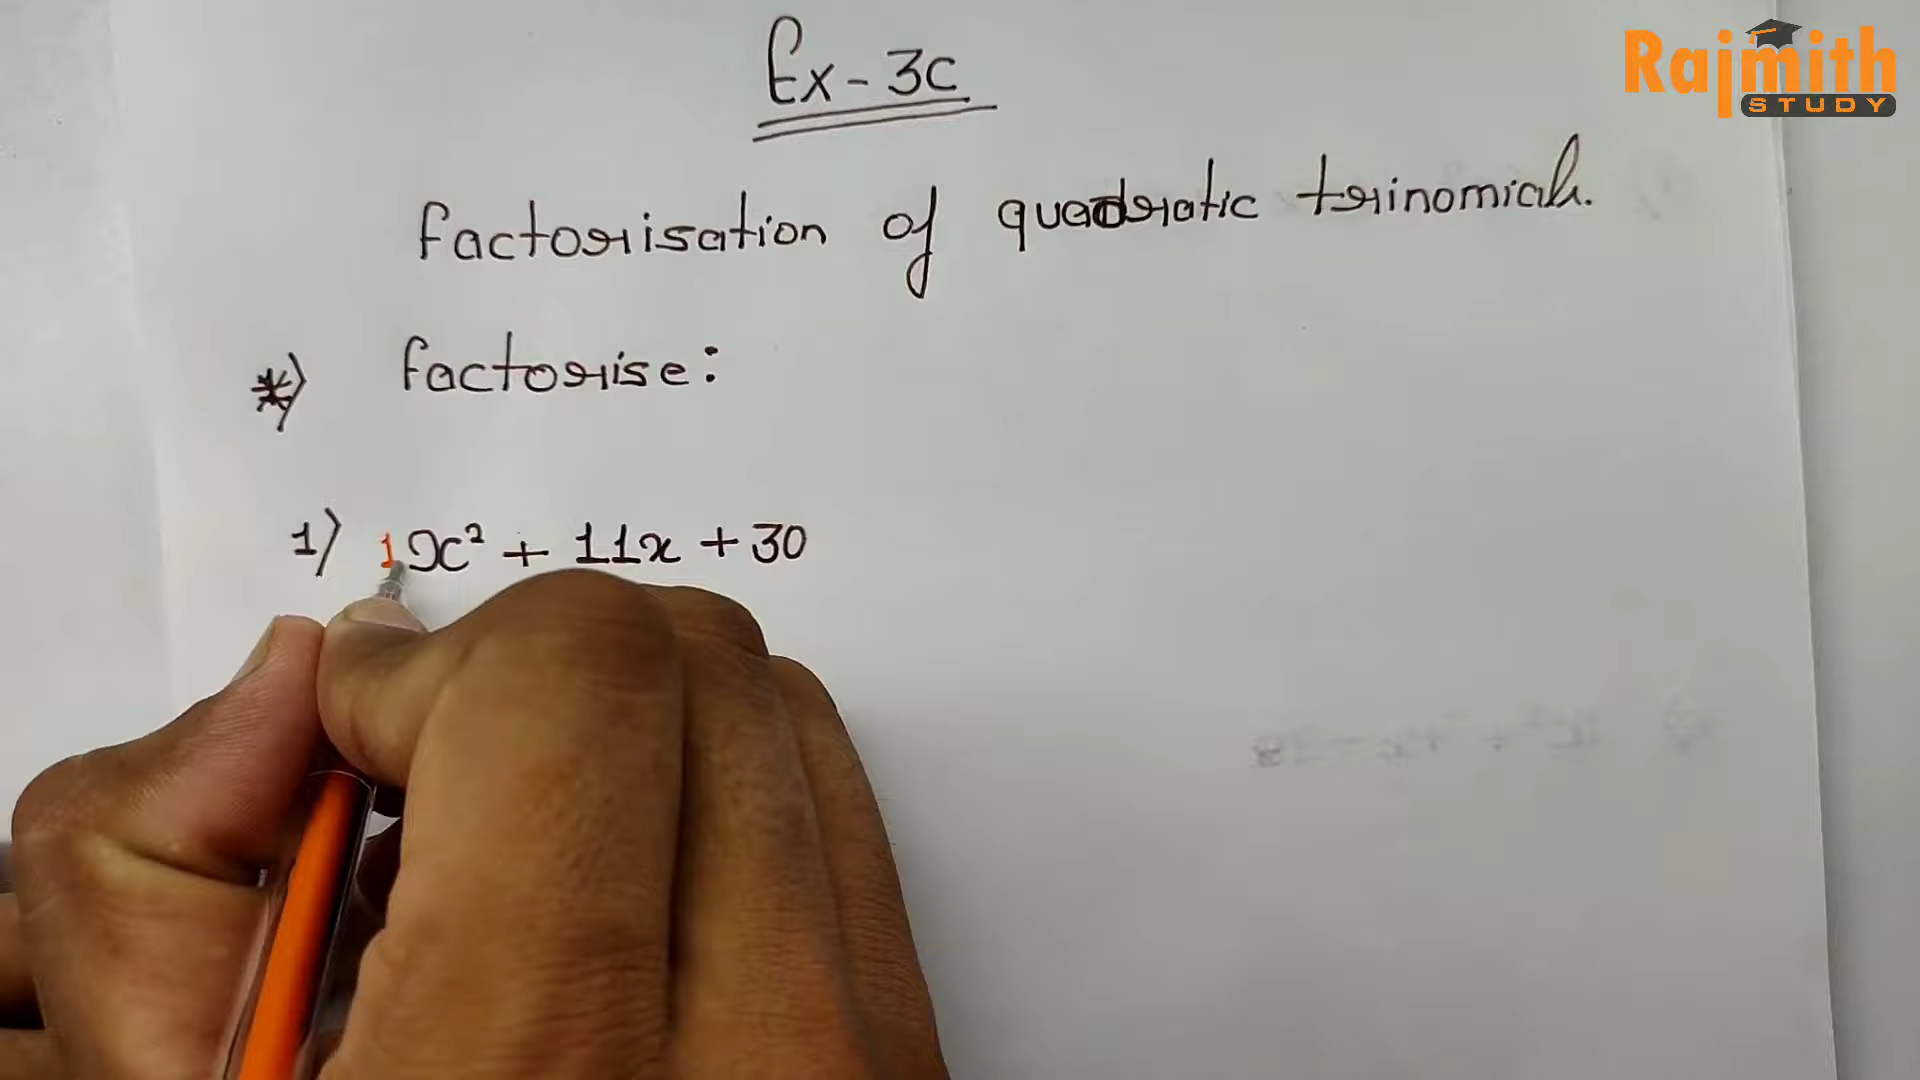 Rajmith
STUDY
Ex - 3c
factorisation of quadratic trinomials.
*) factorise:
1) 1x² + 11x + 30